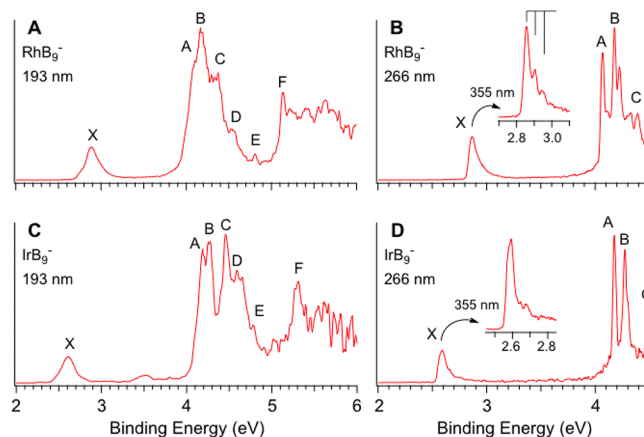 A
RhB9⁻
193 nm
X
A
B
C
D
E
F
B
RhB9⁻
266 nm
355 nm
X
2.8 3.0
A
B
C
C
IrB9⁻
193 nm
X
A
B
C
D
E
F
2 3 4 5 6
Binding Energy (eV)
D
IrB9⁻
266 nm
355 nm
X
2.6 2.8
A
B
C
2 3 4
Binding Energy (eV)